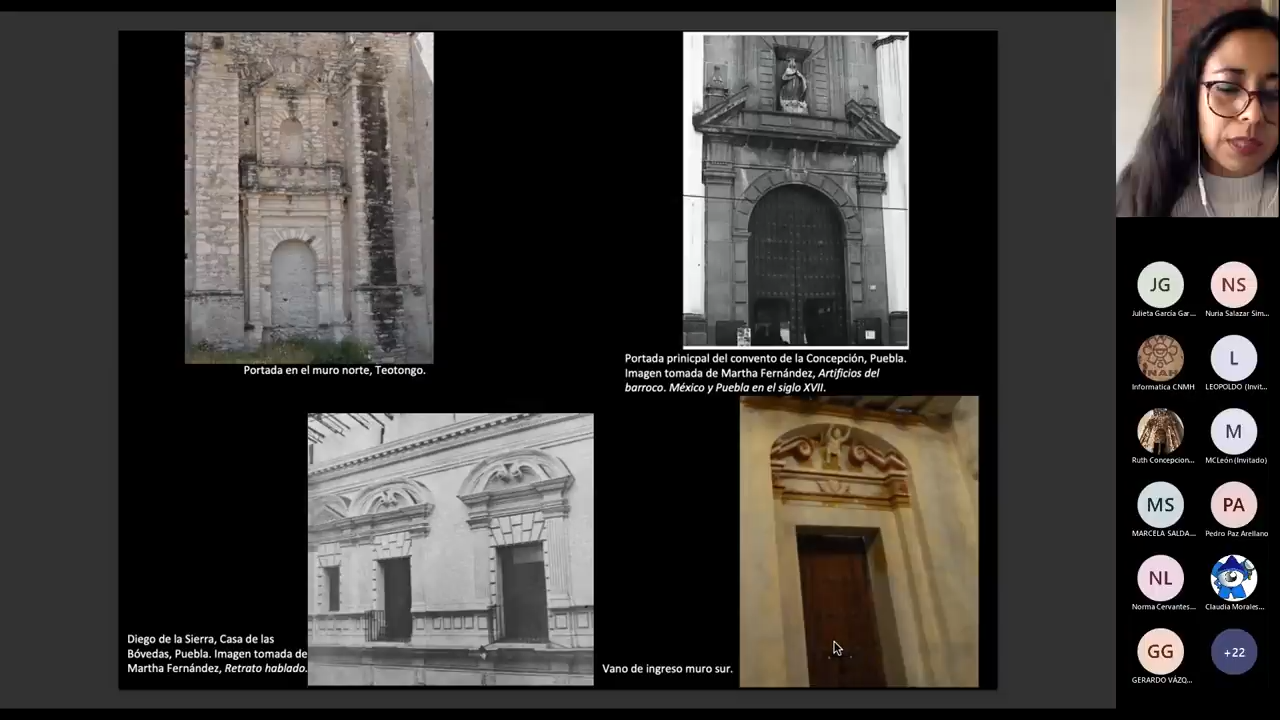 Portada en el muro norte, Teotongo.
Portada prinicpal del convento de la Concepción, Puebla.
Imagen tomada de Martha Fernández, Artificios del
barroco. México y Puebla en el siglo XVII.
Diego de la Sierra, Casa de las
Bóvedas, Puebla. Imagen tomada de
Martha Fernández, Retrato hablado.
Vano de ingreso muro sur.
JG
Julieta García Gar...
NS
Nuria Salazar Sim...
INAH
Informatica CNMH
L
LEOPOLDO (Invit...
Ruth Concepcion...
M
MCLeón (Invitado)
MS
MARCELA SALDA...
PA
Pedro Paz Arellano
NL
Norma Cervantes...
Claudia Morales...
GG
GERARDO VÁZQ...
+22